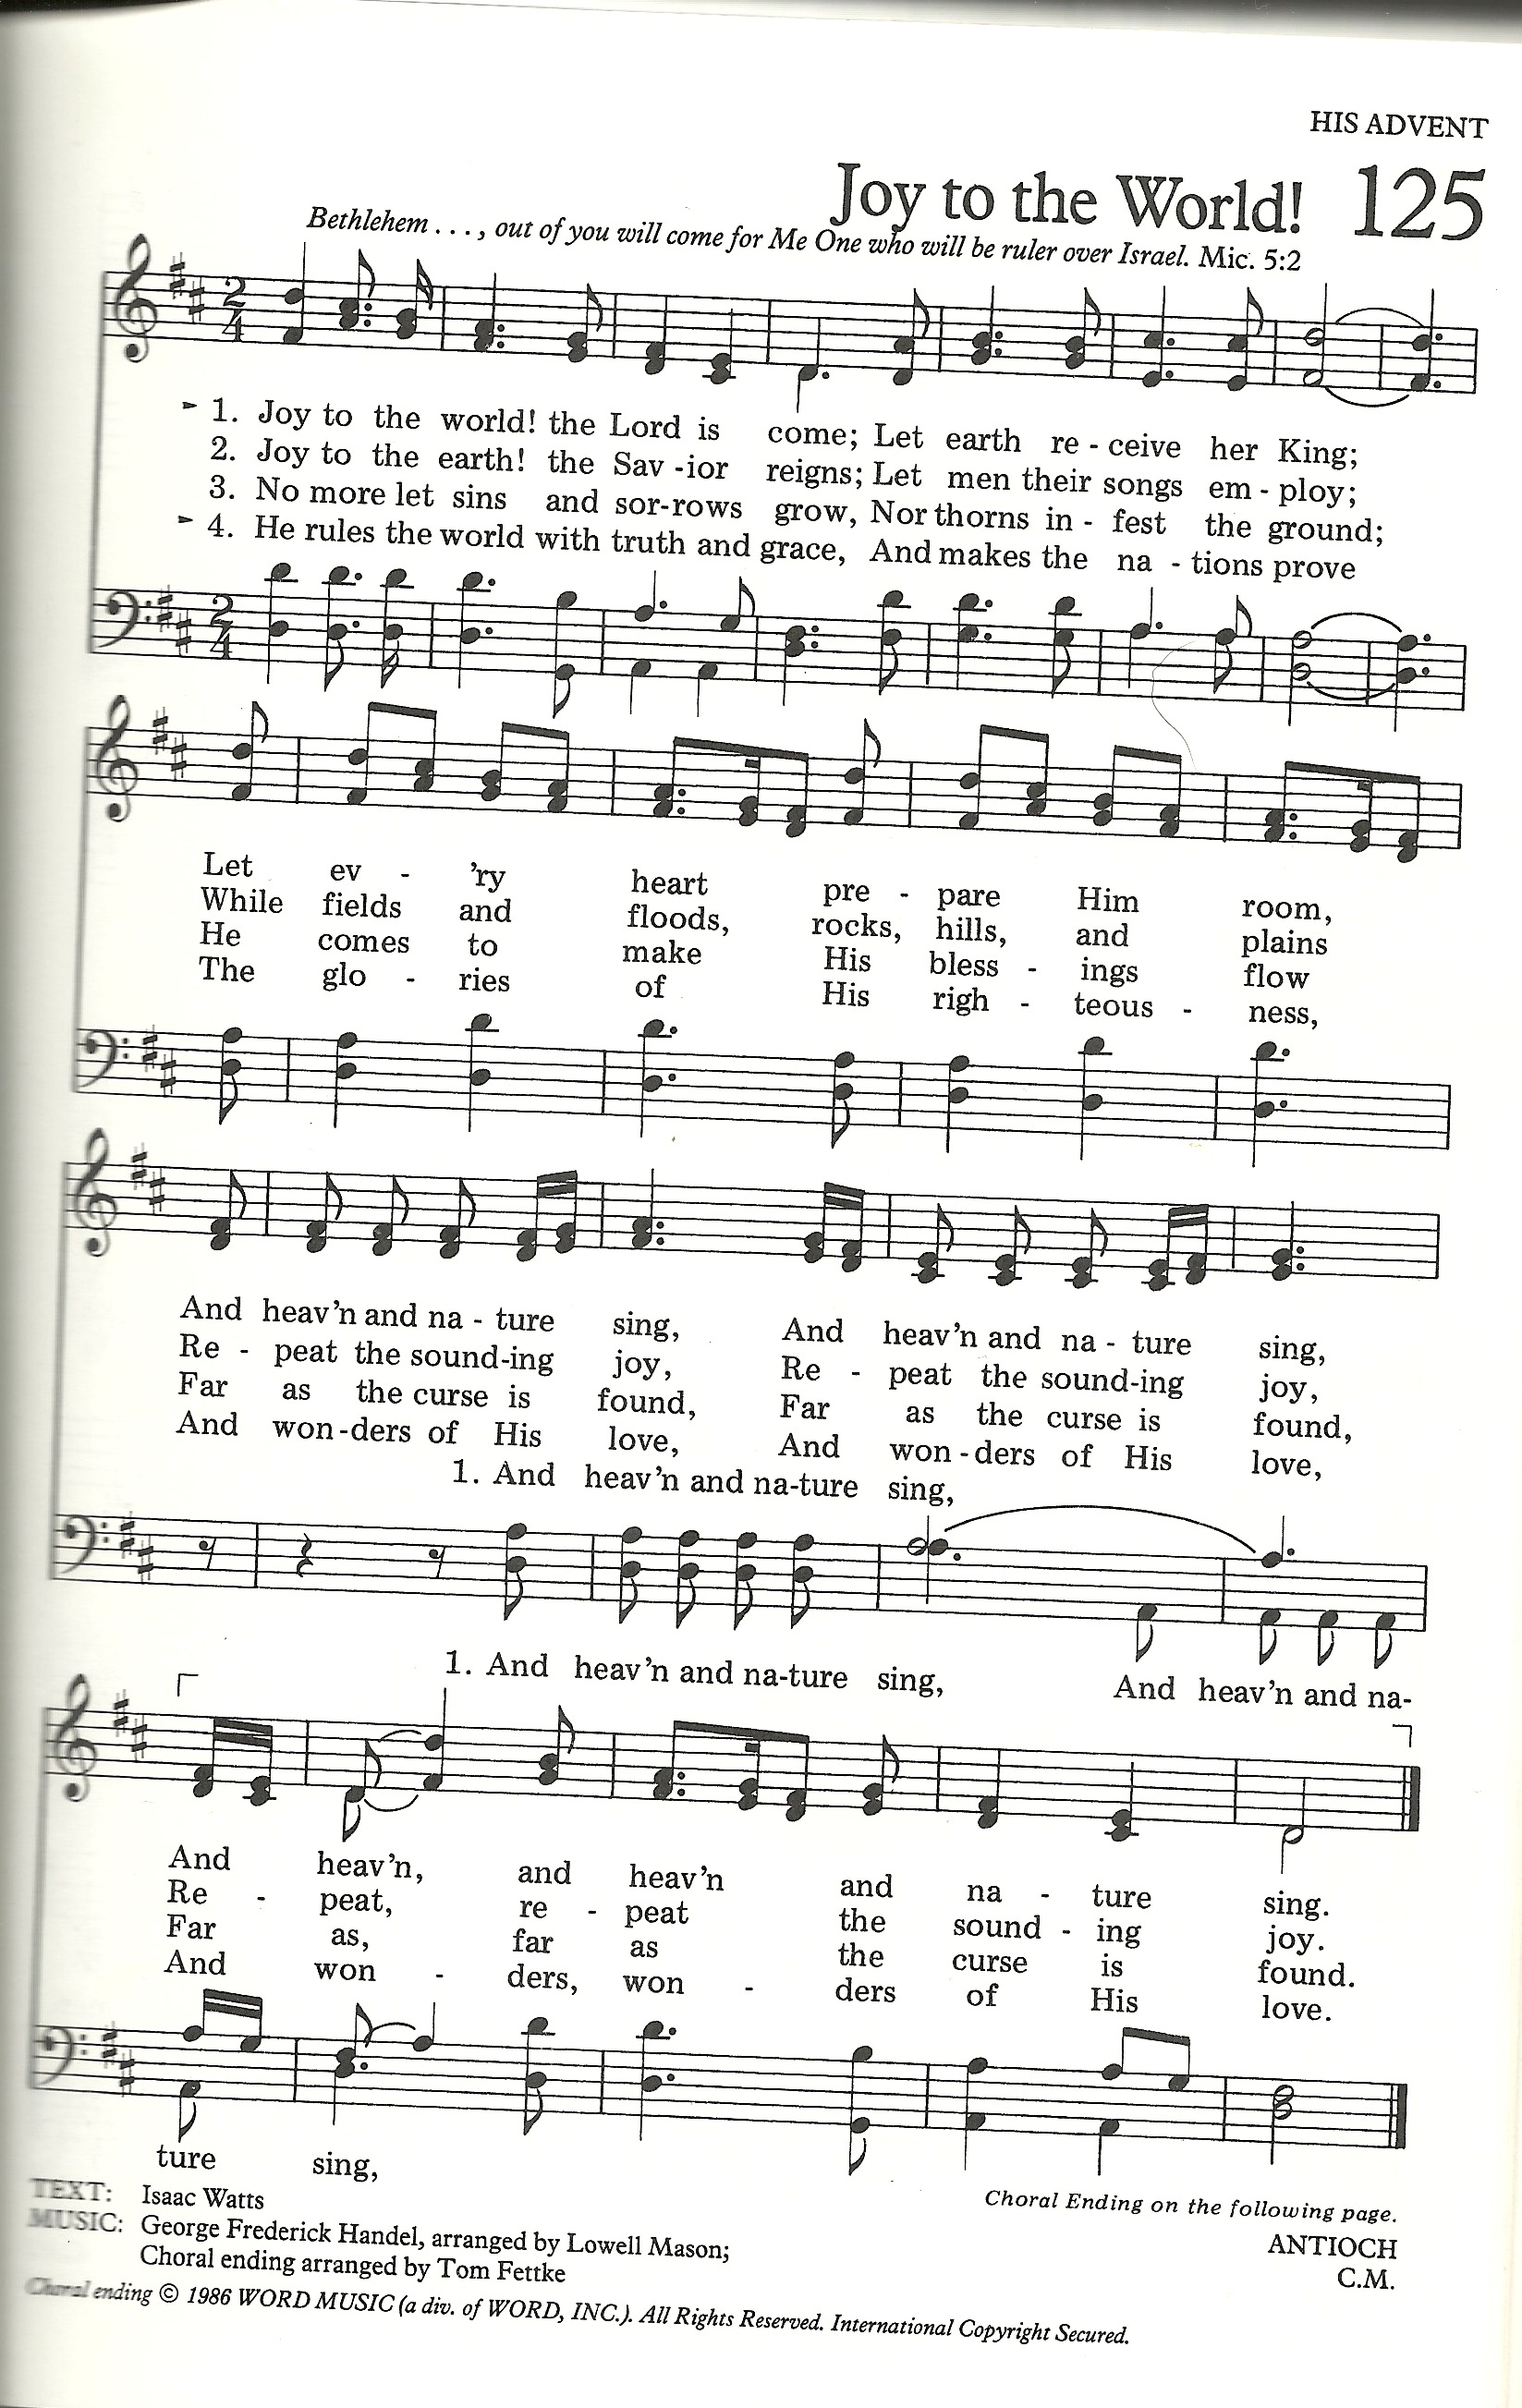 HIS ADVENT
Joy to the World! 125
Bethlehem . . . , out of you will come for Me One who will be ruler over Israel. Mic. 5:2
1. Joy to the world! the Lord is come; Let earth re - ceive her King;
2. Joy to the earth! the Sav -ior reigns; Let men their songs em - ploy;
3. No more let sins and sor-rows grow, Nor thorns in - fest the ground;
4. He rules the world with truth and grace, And makes the na - tions prove
Let ev - 'ry heart pre - pare Him room,
While fields and floods, rocks, hills, and plains
He comes to make His bless - ings flow
The glo - ries of His righ - teous - ness,
And heav'n and na - ture sing, And heav'n and na - ture sing,
Re - peat the sound-ing joy, Re - peat the sound-ing joy,
Far as the curse is found, Far as the curse is found,
And won-ders of His love, And won-ders of His love,
1. And heav'n and na-ture sing,
1. And heav'n and na-ture sing, And heav'n and na-
And heav'n, and heav'n and na - ture sing.
Re - peat, re - peat the sound - ing joy.
Far as, far as the curse is found.
And won - ders, won - ders of His love.
ture sing,
TEXT: Isaac Watts
MUSIC: George Frederick Handel, arranged by Lowell Mason;
Choral ending arranged by Tom Fettke
Choral ending © 1986 WORD MUSIC (a div. of WORD, INC.). All Rights Reserved. International Copyright Secured.
Choral Ending on the following page.
ANTIOCH
C.M.